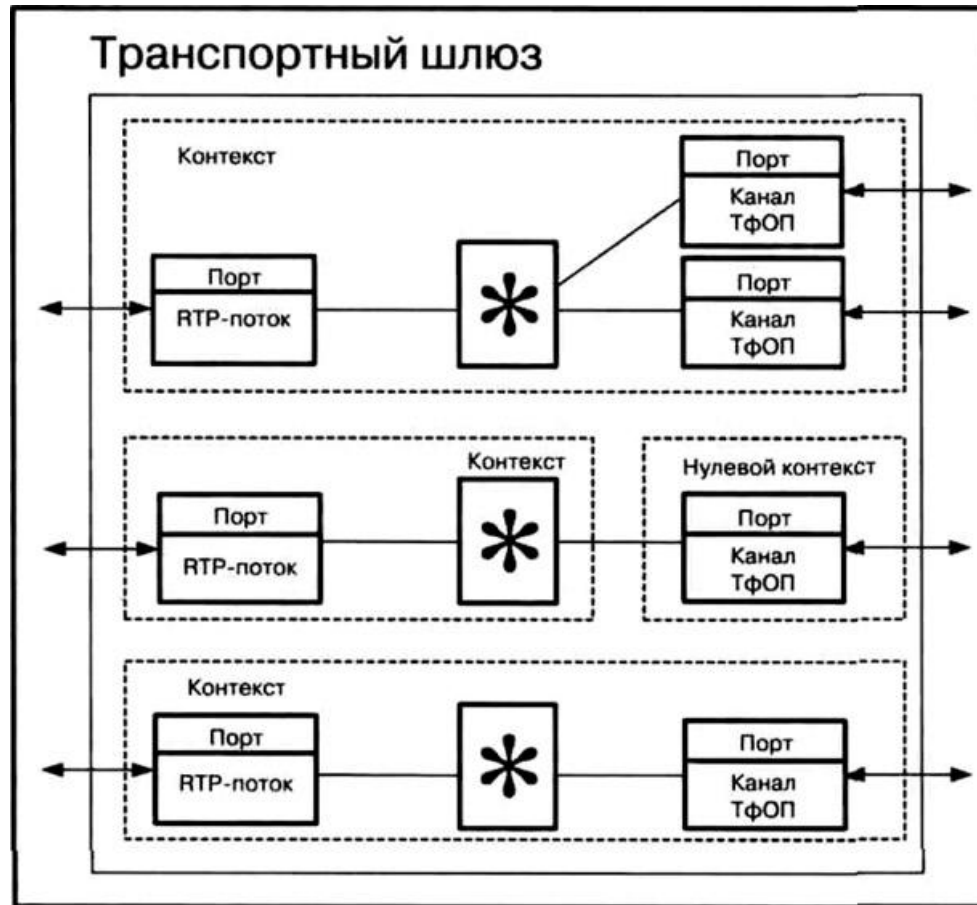 Транспортный шлюз
Контекст
Порт
Канал
ТфОП
Порт
RTP-поток
Порт
Канал
ТфОП
Контекст
Порт
RTP-поток
Нулевой контекст
Порт
Канал
ТфОП
Контекст
Порт
RTP-поток
Порт
Канал
ТфОП